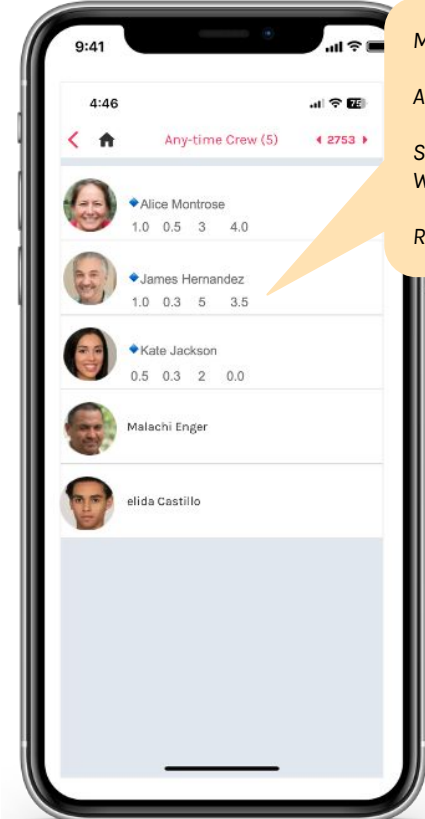 9:41
4:46
75
Any-time Crew (5)
2753
Alice Montrose
1.0 0.5 3 4.0
James Hernandez
1.0 0.3 5 3.5
Kate Jackson
0.5 0.3 2 0.0
Malachi Enger
elida Castillo
M
A
S
W
R